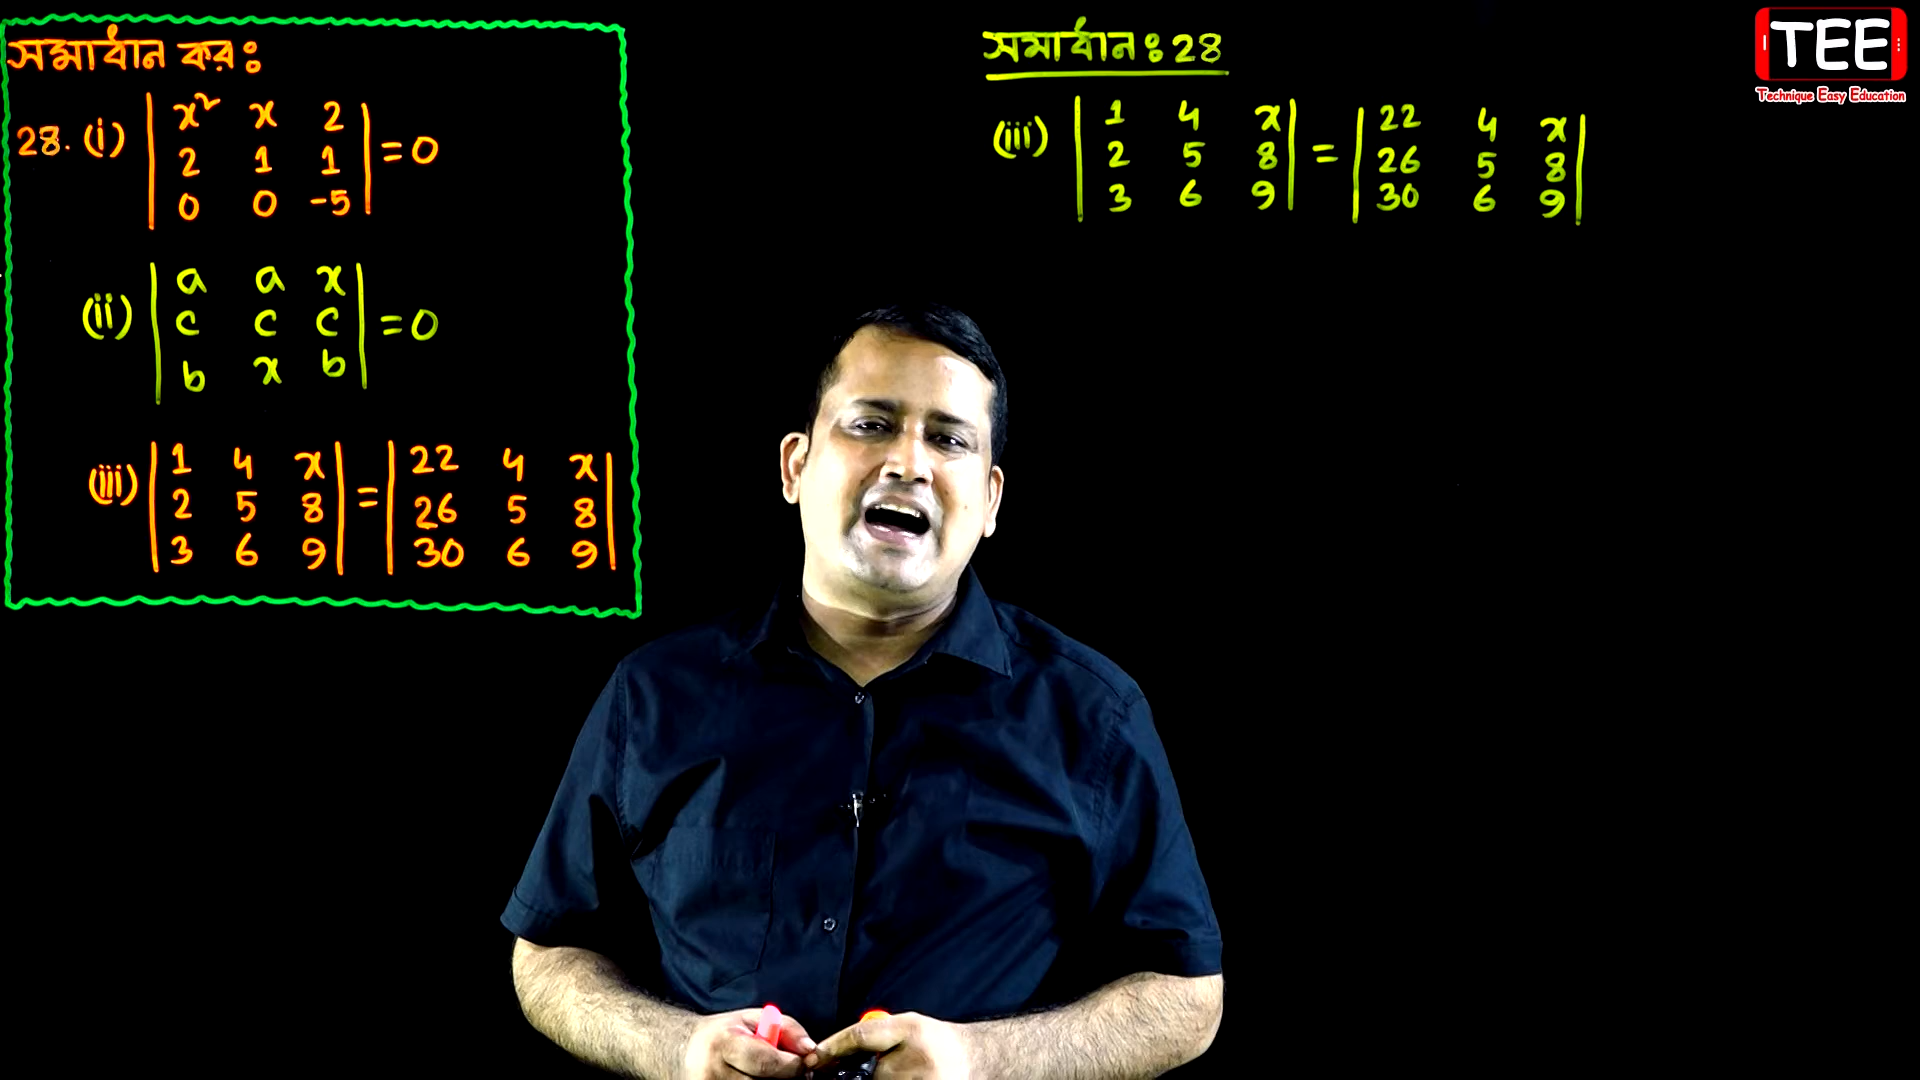 সমাধান করঃ
28. (i) | x² x 2 | = 0
2 1 1
0 0 -5
(ii) | a a x | = 0
c c c
b x b
(iii) | 1 4 x | = | 22 4 x |
2 5 8 26 5 8
3 6 9 30 6 9
সমাধানঃ 28
(iii) | 1 4 x | = | 22 4 x |
2 5 8 26 5 8
3 6 9 30 6 9
TEE
Technique Easy Education